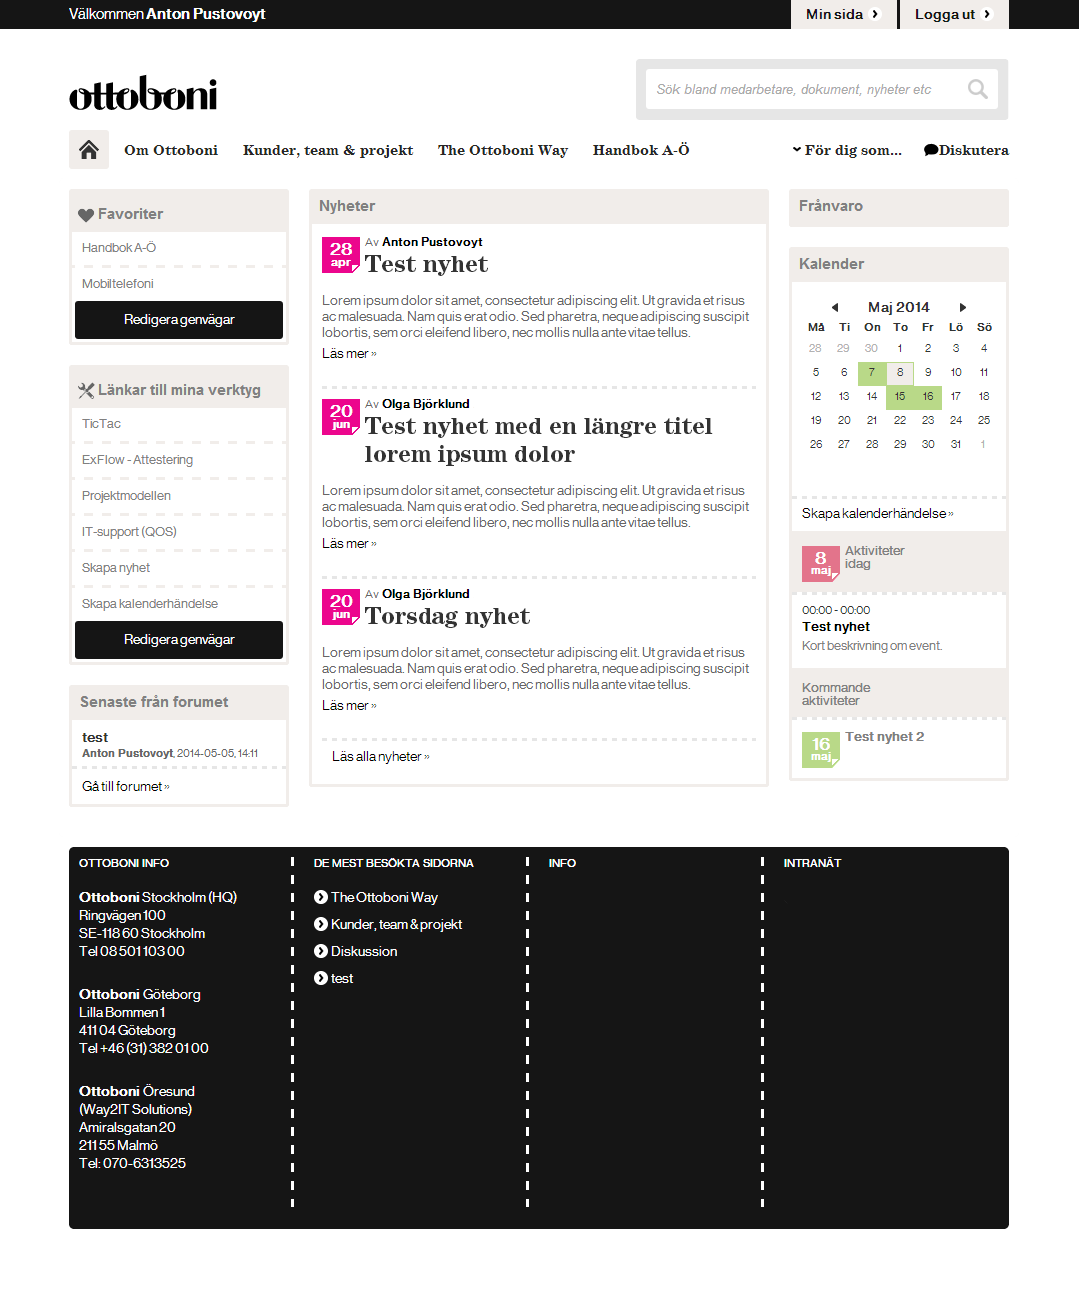 Välkommen Anton Pustovoyt
Min sida
Logga ut
ottoboni
Sök bland medarbetare, dokument, nyheter etc
Om Ottoboni
Kunder, team & projekt
The Ottoboni Way
Handbok A-Ö
För dig som...
Diskutera
Favoriter
Handbok A-Ö
Mobiltelefoni
Redigera genvägar
Länkar till mina verktyg
TicTac
ExFlow - Attestering
Projektmodellen
IT-support (QOS)
Skapa nyhet
Skapa kalenderhändelse
Redigera genvägar
Senaste från forumet
test
Anton Pustovoyt, 2014-05-05, 14:11
Gå till forumet »
Nyheter
28
apr
Av Anton Pustovoyt
Test nyhet
Lorem ipsum dolor sit amet, consectetur adipiscing elit. Ut gravida et risus
ac malesuada. Nam quis erat odio. Sed pharetra, neque adipiscing suscipit
lobortis, sem orci eleifend libero, nec mollis nulla ante vitae tellus.
Läs mer »
20
jun
Av Olga Björklund
Test nyhet med en längre titel
lorem ipsum dolor
Lorem ipsum dolor sit amet, consectetur adipiscing elit. Ut gravida et risus
ac malesuada. Nam quis erat odio. Sed pharetra, neque adipiscing suscipit
lobortis, sem orci eleifend libero, nec mollis nulla ante vitae tellus.
Läs mer »
20
jun
Av Olga Björklund
Torsdag nyhet
Lorem ipsum dolor sit amet, consectetur adipiscing elit. Ut gravida et risus
ac malesuada. Nam quis erat odio. Sed pharetra, neque adipiscing suscipit
lobortis, sem orci eleifend libero, nec mollis nulla ante vitae tellus.
Läs mer »
Läs alla nyheter »
Frånvaro
Kalender
Maj 2014
Må Ti On To Fr Lö Sö
28 29 30 1 2 3 4
5 6 7 8 9 10 11
12 13 14 15 16 17 18
19 20 21 22 23 24 25
26 27 28 29 30 31 1
Skapa kalenderhändelse »
8
maj
Aktiviteter
idag
00:00 - 00:00
Test nyhet
Kort beskrivning om event.
Kommande
aktiviteter
16
maj
Test nyhet 2
OTTOBONI INFO
Ottoboni Stockholm (HQ)
Ringvägen 100
SE-118 60 Stockholm
Tel 08 501 103 00
Ottoboni Göteborg
Lilla Bommen 1
411 04 Göteborg
Tel +46 (31) 382 01 00
Ottoboni Öresund
(Way2IT Solutions)
Amiralsgatan 20
211 55 Malmö
Tel: 070-6313525
DE MEST BESÖKTA SIDORNA
The Ottoboni Way
Kunder, team & projekt
Diskussion
test
INFO
INTRANÄT